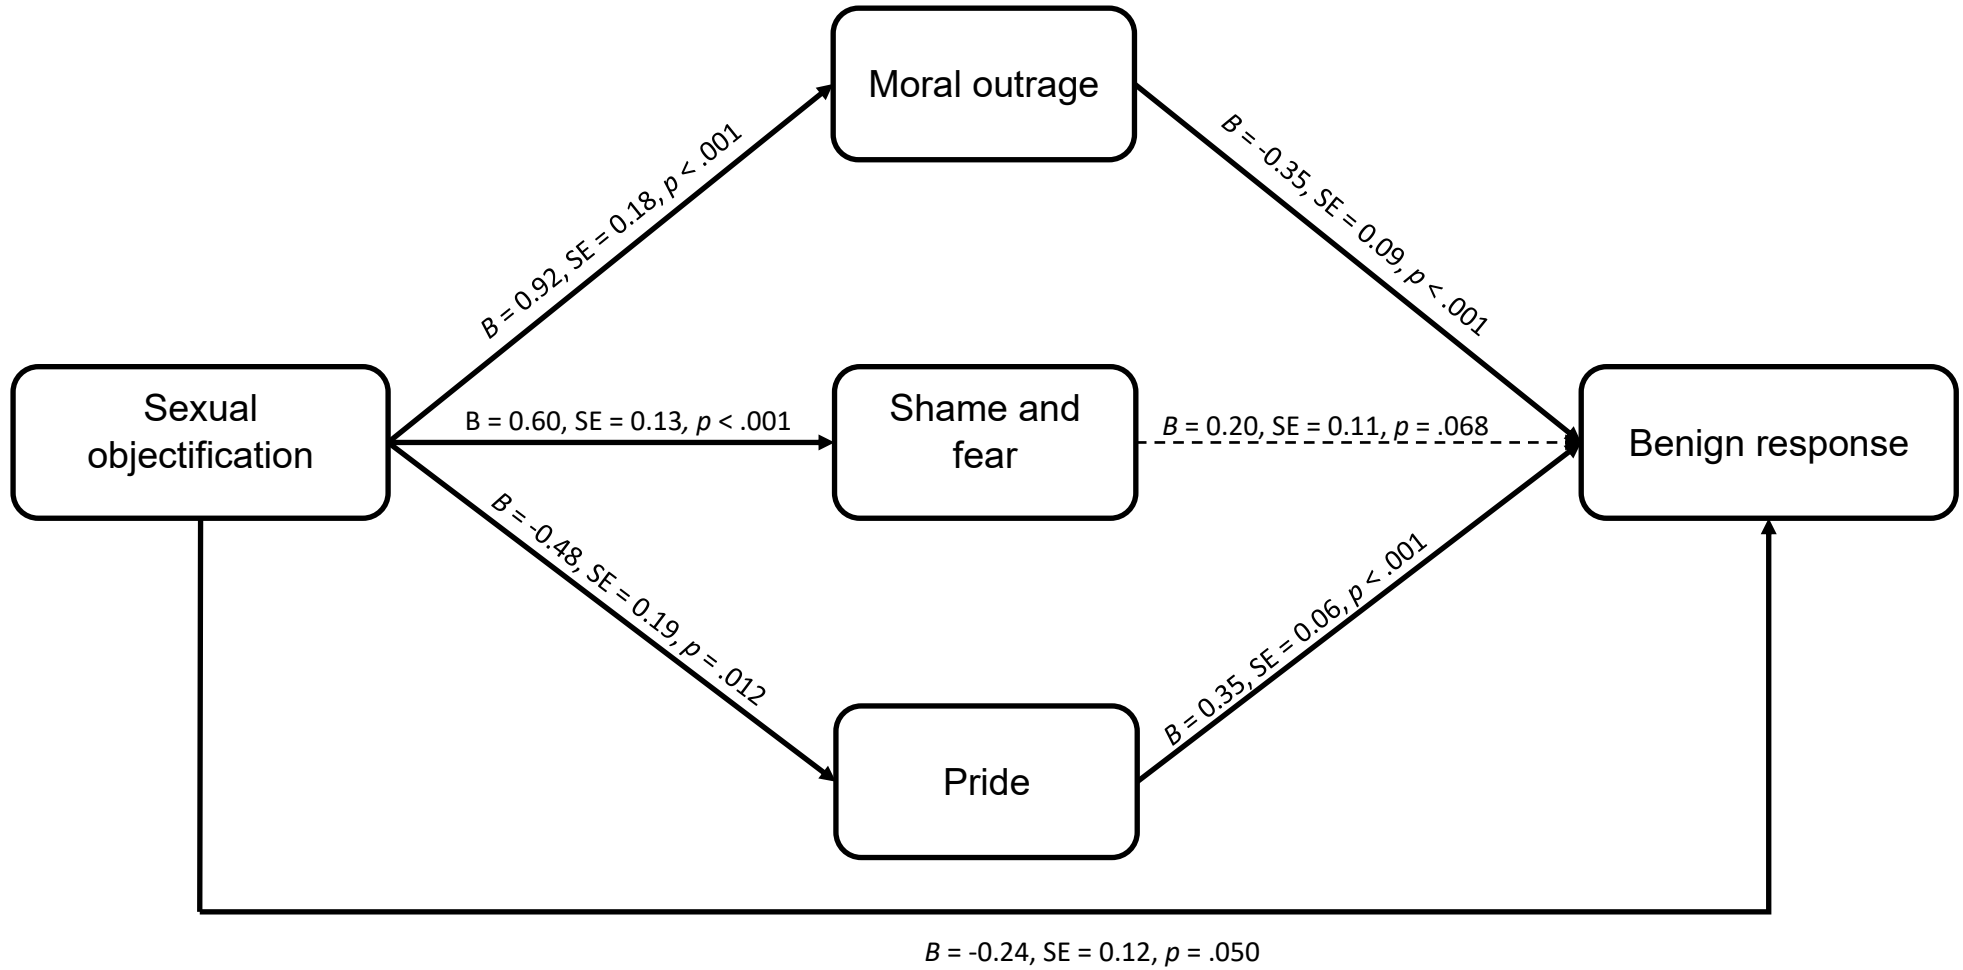 Moral outrage
B = 0.92, SE = 0.18, p < .001
B = -0.35, SE = 0.09, p < .001
Sexual
objectification
B = 0.60, SE = 0.13, p < .001
Shame and
fear
B = 0.20, SE = 0.11, p = .068
Benign response
B = -0.48, SE = 0.19, p = .012
B = 0.35, SE = 0.06, p < .001
Pride
B = -0.24, SE = 0.12, p = .050